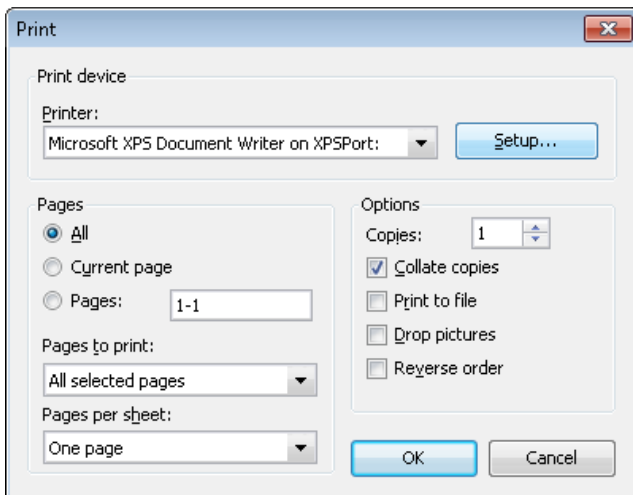 Print
Print device
Printer:
Microsoft XPS Document Writer on XPSPort:
Setup...
Pages
All
Current page
Pages:
1-1
Pages to print:
All selected pages
Pages per sheet:
One page
Options
Copies:
1
Collate copies
Print to file
Drop pictures
Reverse order
OK
Cancel